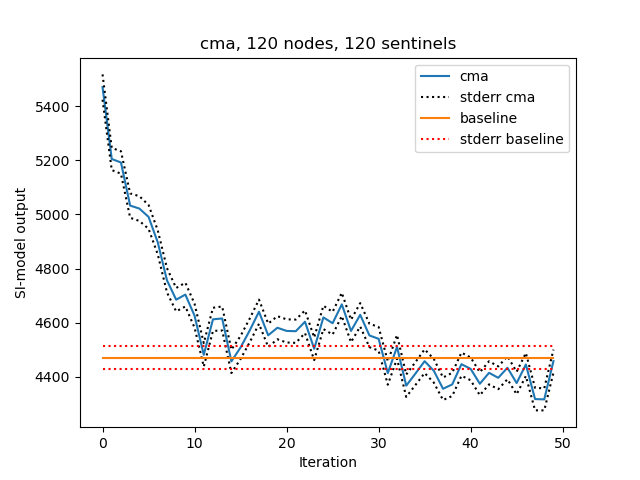 cma, 120 nodes, 120 sentinels
cma
stderr cma
baseline
stderr baseline
SI-model output
5400
5200
5000
4800
4600
4400
0 10 20 30 40 50
Iteration